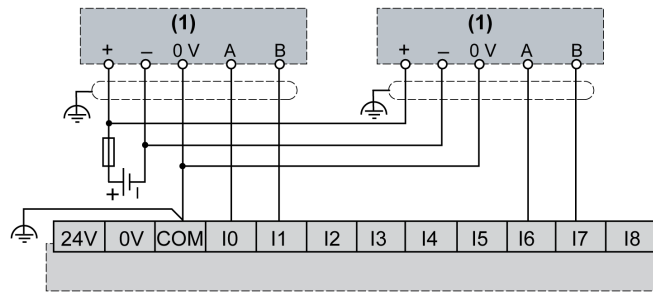 (1) (1)
+ – 0 V A B + – 0 V A B
+ –
24V 0V COM I0 I1 I2 I3 I4 I5 I6 I7 I8